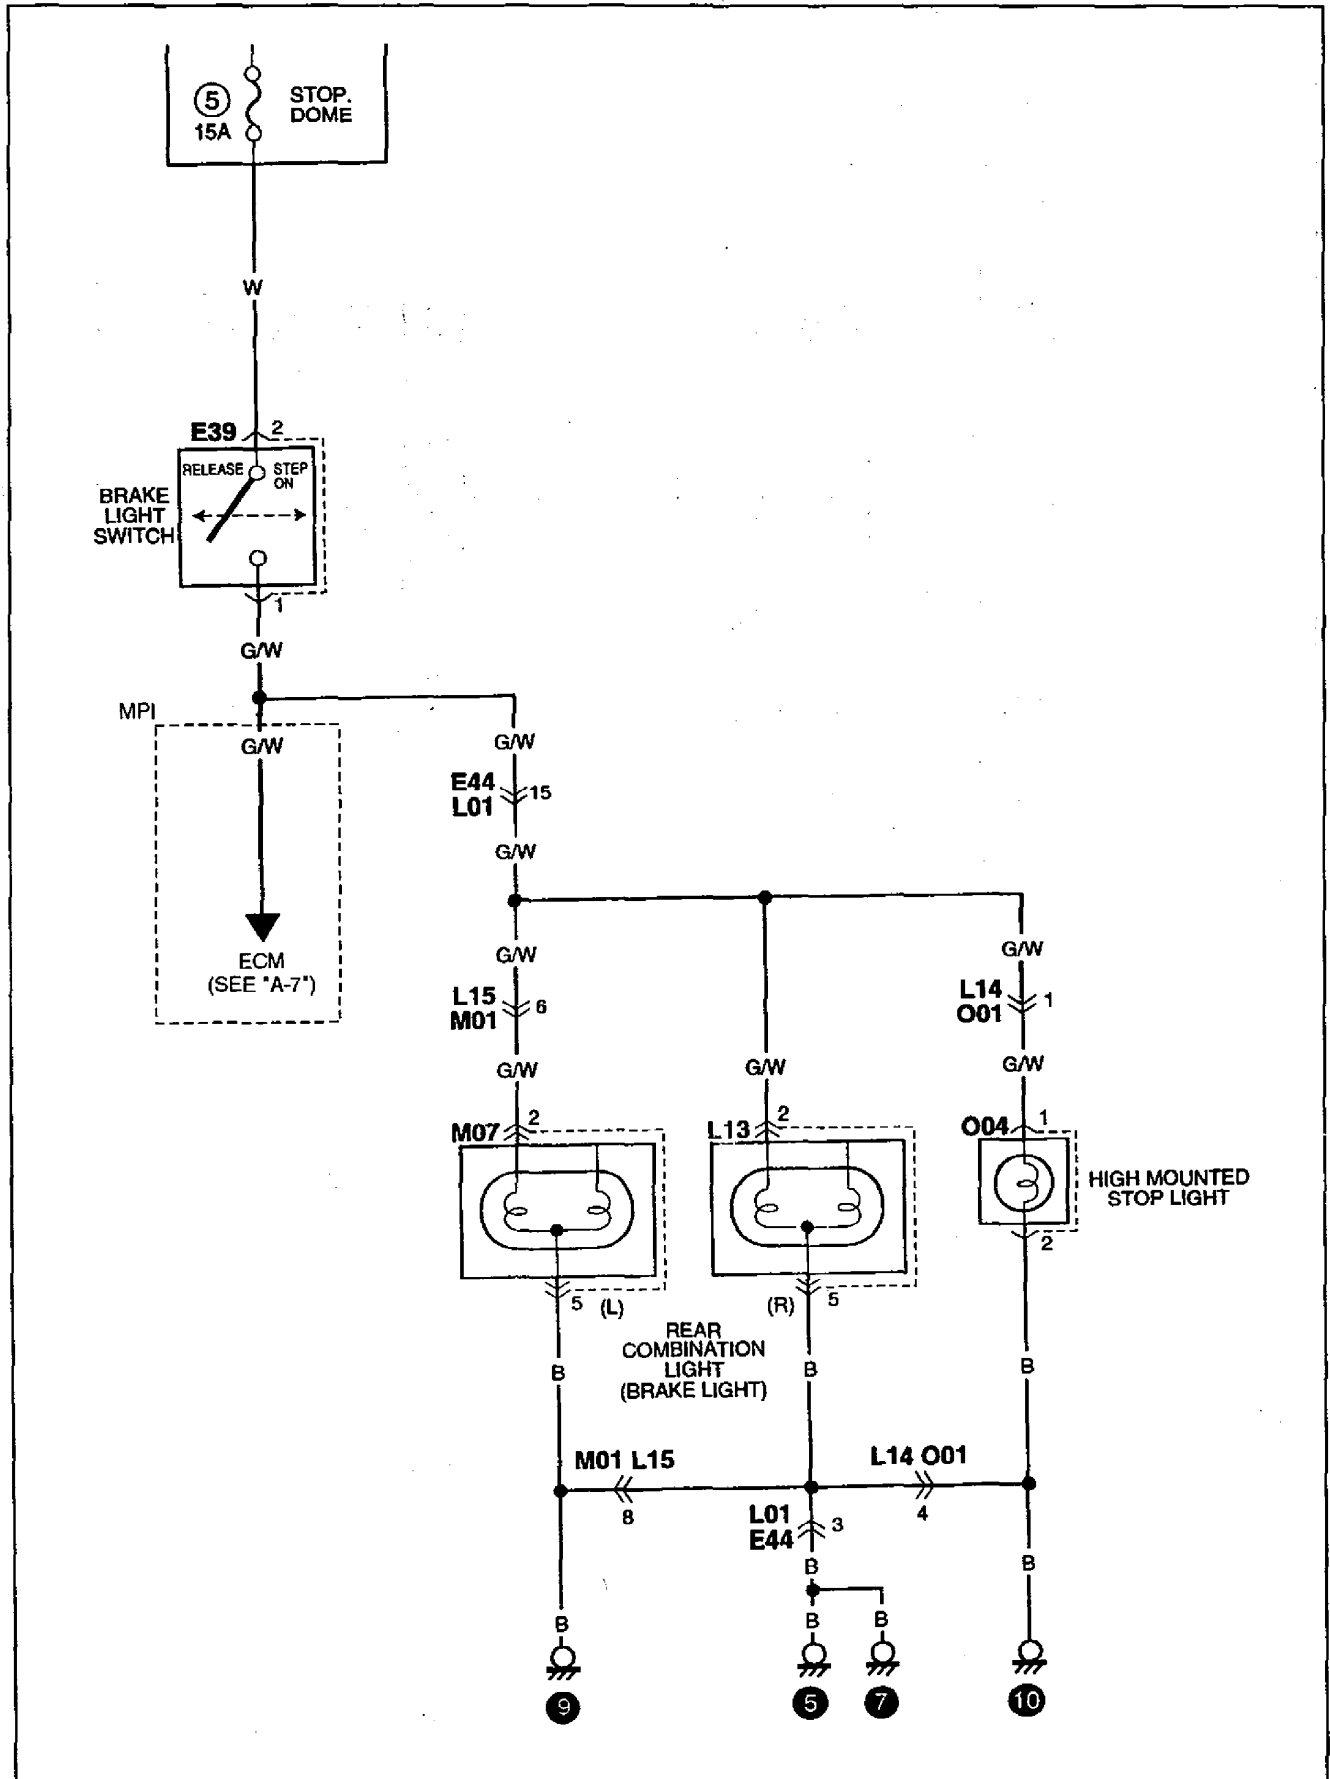 5
15A
STOP.
DOME
W
E39
2
RELEASE
STEP
ON
BRAKE
LIGHT
SWITCH
1
G/W
MPI
G/W
G/W
E44
L01
15
G/W
ECM
(SEE "A-7")
G/W
G/W
L15
M01
6
L14
O01
1
G/W
G/W
G/W
M07
2
L13
2
O04
1
HIGH MOUNTED
STOP LIGHT
2
5
(L)
(R)
5
REAR
COMBINATION
LIGHT
(BRAKE LIGHT)
B
B
B
M01 L15
8
L14 O01
4
L01
E44
3
B
B
B
B
B
9
5
7
10